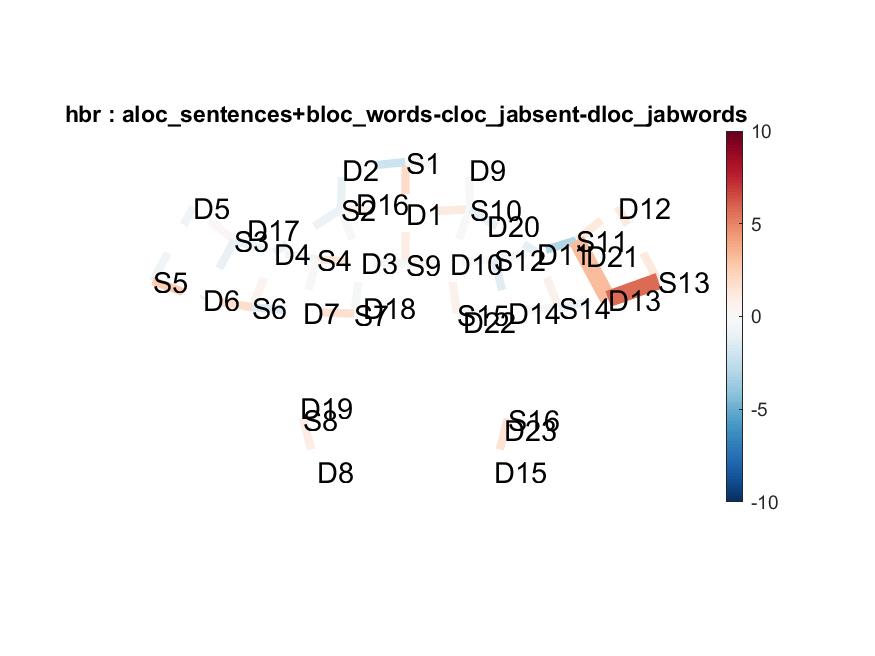 hbr : aloc_sentences+bloc_words-cloc_jabsent-dloc_jabwords
10
D2
S1
D9
D5
S2
D16
D1
S10
D12
S3
D17
D20
5
D4
S4
D3
S9
D10
S12
D11
S11
D21
S5
S13
D6
S6
D7
S7
D18
S15
D22
D14
S14
D13
0
D19
S8
S16
D23
-5
D8
D15
-10